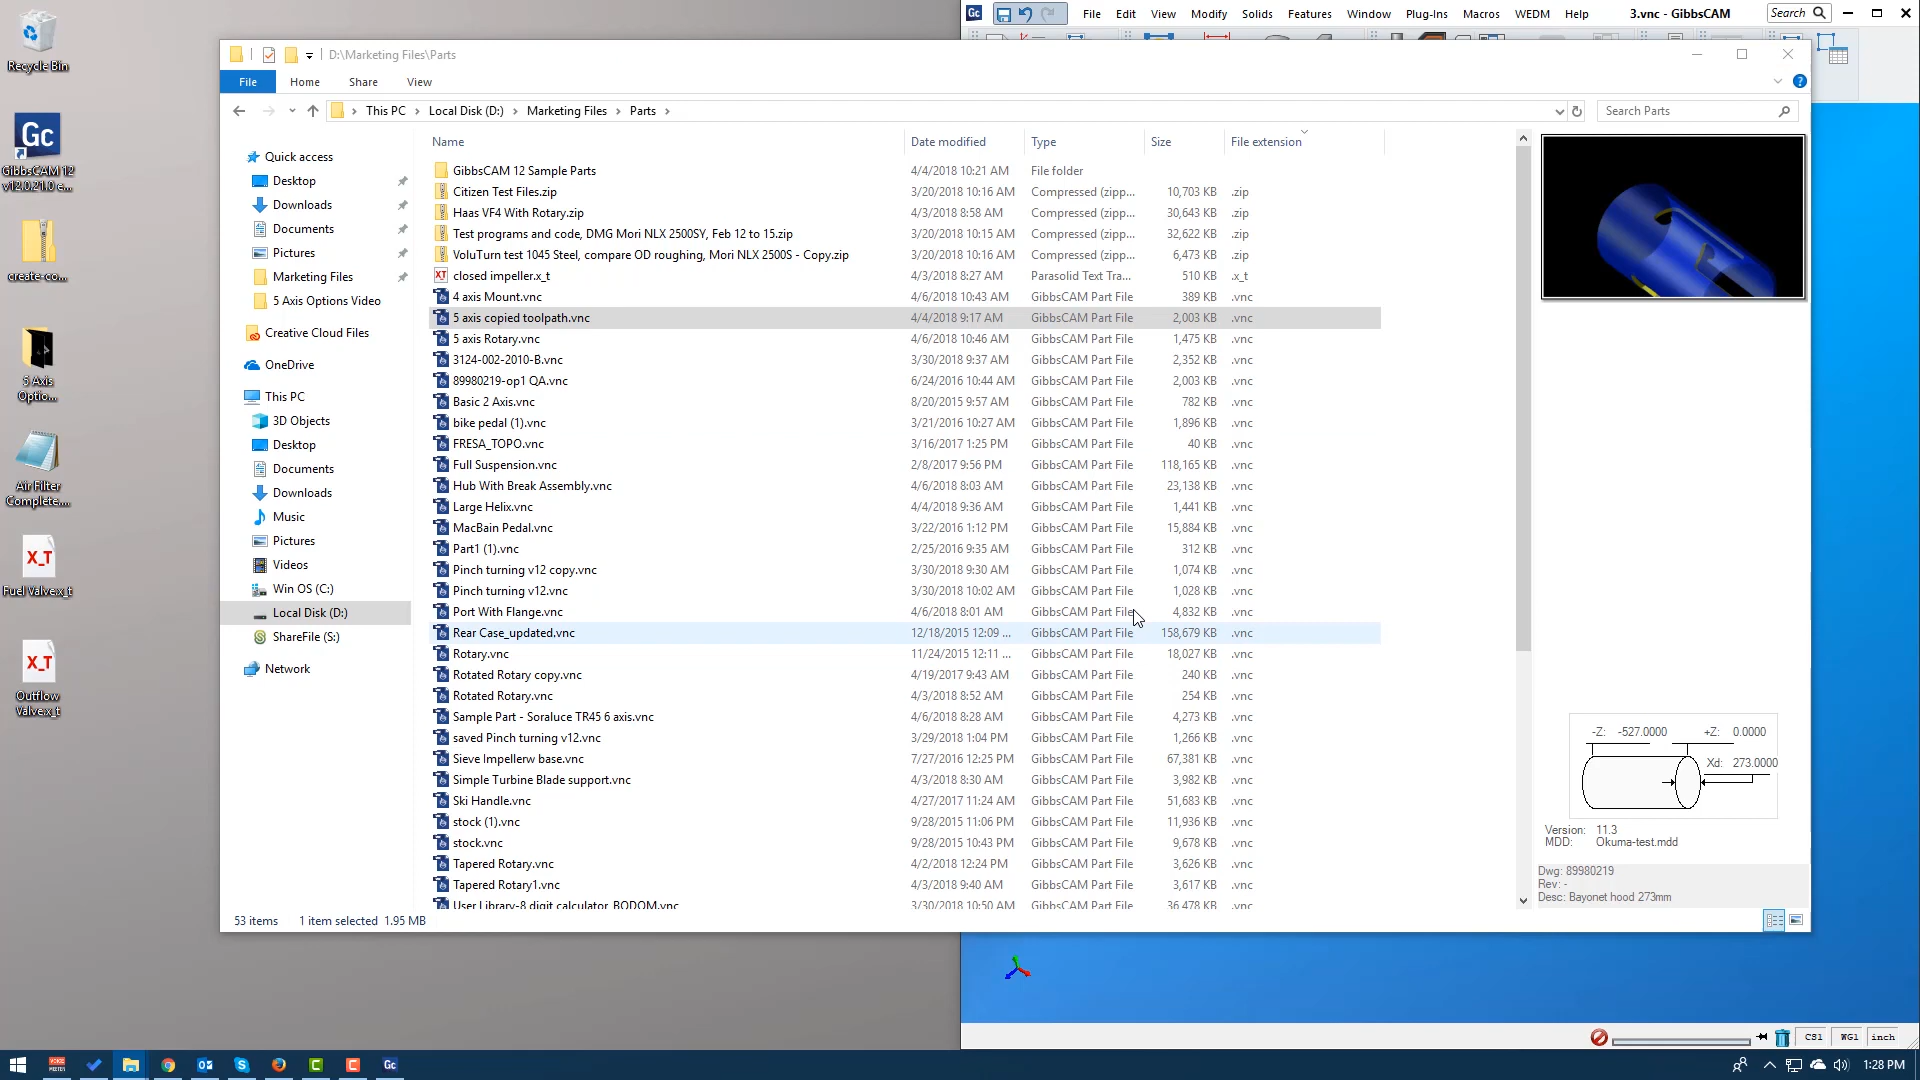 Recycle Bin
GibbsCAM 12
v12.0.21.0 e...
create-co...
5 Axis
Optio...
Air Filter
Complete....
Fuel Valve.x_t
Outflow
Valve.x_t
File Edit View Modify Solids Features Window Plug-Ins Macros WEDM Help 3.vnc - GibbsCAM Search
D:\Marketing Files\Parts
File Home Share View
This PC Local Disk (D:) Marketing Files Parts Search Parts
Quick access
Desktop
Downloads
Documents
Pictures
Marketing Files
5 Axis Options Video
Creative Cloud Files
OneDrive
This PC
3D Objects
Desktop
Documents
Downloads
Music
Pictures
Videos
Win OS (C:)
Local Disk (D:)
ShareFile (S:)
Network
Name Date modified Type Size File extension
GibbsCAM 12 Sample Parts 4/4/2018 10:21 AM File folder
Citizen Test Files.zip 3/20/2018 10:16 AM Compressed (zipp... 10,703 KB .zip
Haas VF4 With Rotary.zip 4/3/2018 8:58 AM Compressed (zipp... 30,643 KB .zip
Test programs and code, DMG Mori NLX 2500SY, Feb 12 to 15.zip 3/20/2018 10:15 AM Compressed (zipp... 32,622 KB .zip
VoluTurn test 1045 Steel, compare OD roughing, Mori NLX 2500S - Copy.zip 3/20/2018 10:16 AM Compressed (zipp... 6,473 KB .zip
closed impeller.x_t 4/3/2018 8:27 AM Parasolid Text Tra... 510 KB .x_t
4 axis Mount.vnc 4/6/2018 10:43 AM GibbsCAM Part File 389 KB .vnc
5 axis copied toolpath.vnc 4/4/2018 9:17 AM GibbsCAM Part File 2,003 KB .vnc
5 axis Rotary.vnc 4/6/2018 10:46 AM GibbsCAM Part File 1,475 KB .vnc
3124-002-2010-B.vnc 3/30/2018 9:37 AM GibbsCAM Part File 2,352 KB .vnc
89980219-op1 QA.vnc 6/24/2016 10:44 AM GibbsCAM Part File 2,003 KB .vnc
Basic 2 Axis.vnc 8/20/2015 9:57 AM GibbsCAM Part File 782 KB .vnc
bike pedal (1).vnc 3/21/2016 10:27 AM GibbsCAM Part File 1,896 KB .vnc
FRESA_TOPO.vnc 3/16/2017 1:25 PM GibbsCAM Part File 40 KB .vnc
Full Suspension.vnc 2/8/2017 9:56 PM GibbsCAM Part File 118,165 KB .vnc
Hub With Break Assembly.vnc 4/6/2018 8:03 AM GibbsCAM Part File 23,138 KB .vnc
Large Helix.vnc 4/4/2018 9:36 AM GibbsCAM Part File 1,441 KB .vnc
MacBain Pedal.vnc 3/22/2016 1:12 PM GibbsCAM Part File 15,884 KB .vnc
Part1 (1).vnc 2/25/2016 9:35 AM GibbsCAM Part File 312 KB .vnc
Pinch turning v12 copy.vnc 3/30/2018 9:30 AM GibbsCAM Part File 1,074 KB .vnc
Pinch turning v12.vnc 3/30/2018 10:02 AM GibbsCAM Part File 1,028 KB .vnc
Port With Flange.vnc 4/6/2018 8:01 AM GibbsCAM Part File 4,832 KB .vnc
Rear Case_updated.vnc 12/18/2015 12:09 ... GibbsCAM Part File 158,679 KB .vnc
Rotary.vnc 11/24/2015 12:11 ... GibbsCAM Part File 18,027 KB .vnc
Rotated Rotary copy.vnc 4/19/2017 9:43 AM GibbsCAM Part File 240 KB .vnc
Rotated Rotary.vnc 4/3/2018 8:52 AM GibbsCAM Part File 254 KB .vnc
Sample Part - Soraluce TR45 6 axis.vnc 4/6/2018 8:28 AM GibbsCAM Part File 4,273 KB .vnc
saved Pinch turning v12.vnc 3/29/2018 1:04 PM GibbsCAM Part File 1,266 KB .vnc
Sieve Impellerw base.vnc 7/27/2016 12:25 PM GibbsCAM Part File 67,381 KB .vnc
Simple Turbine Blade support.vnc 4/3/2018 8:30 AM GibbsCAM Part File 3,982 KB .vnc
Ski Handle.vnc 4/27/2017 11:24 AM GibbsCAM Part File 51,683 KB .vnc
stock (1).vnc 9/28/2015 11:06 PM GibbsCAM Part File 11,936 KB .vnc
stock.vnc 9/28/2015 10:43 PM GibbsCAM Part File 9,678 KB .vnc
Tapered Rotary.vnc 4/2/2018 12:24 PM GibbsCAM Part File 3,626 KB .vnc
Tapered Rotary1.vnc 4/3/2018 9:40 AM GibbsCAM Part File 3,617 KB .vnc
User Library-8 digit calculator_BODOM.vnc 3/30/2018 10:50 AM GibbsCAM Part File 36,478 KB .vnc
-Z: -527.0000 +Z: 0.0000
Xd: 273.0000
Version: 11.3
MDD: Okuma-test.mdd
Dwg: 89980219
Rev: -
Desc: Bayonet hood 273mm
53 items 1 item selected 1.95 MB
CS1 WG1 inch
1:28 PM